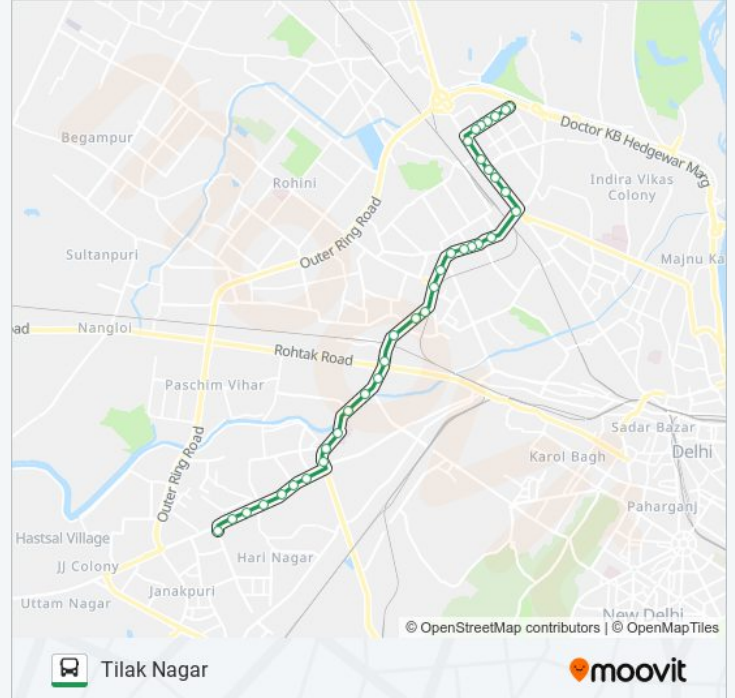 Begampur
Doctor KB Hedgewar Marg
Rohini
Indira Vikas
Colony
Outer Ring Road
Sultanpuri
Majnu Ka
ad
Nangloi
Rohtak Road
Paschim Vihar
Sadar Bazar
Delhi
Karol Bagh
Outer Ring Road
Paharganj
Hastsal Village
Hari Nagar
JJ Colony
Janakpuri
Uttam Nagar
New Delhi
© OpenStreetMap contributors | © OpenMapTiles
Tilak Nagar
moovit